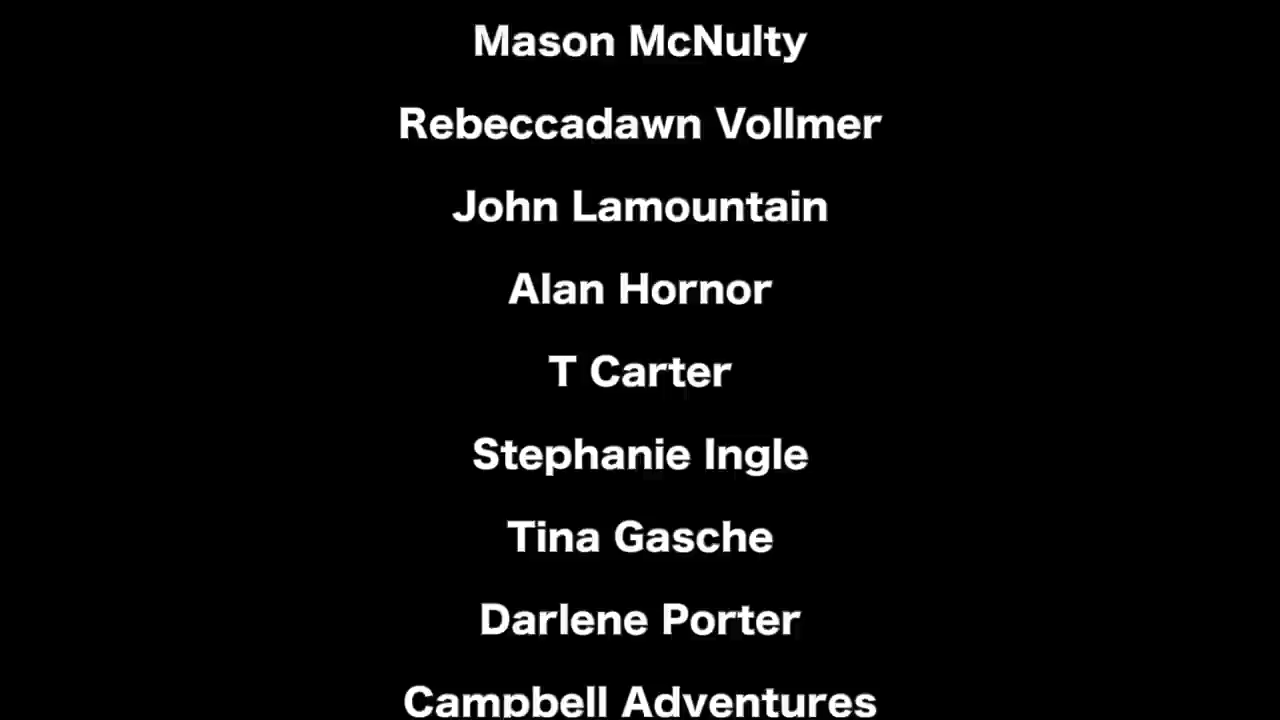 Mason McNulty
Rebeccadawn Vollmer
John Lamountain
Alan Hornor
T Carter
Stephanie Ingle
Tina Gasche
Darlene Porter
Campbell Adventures